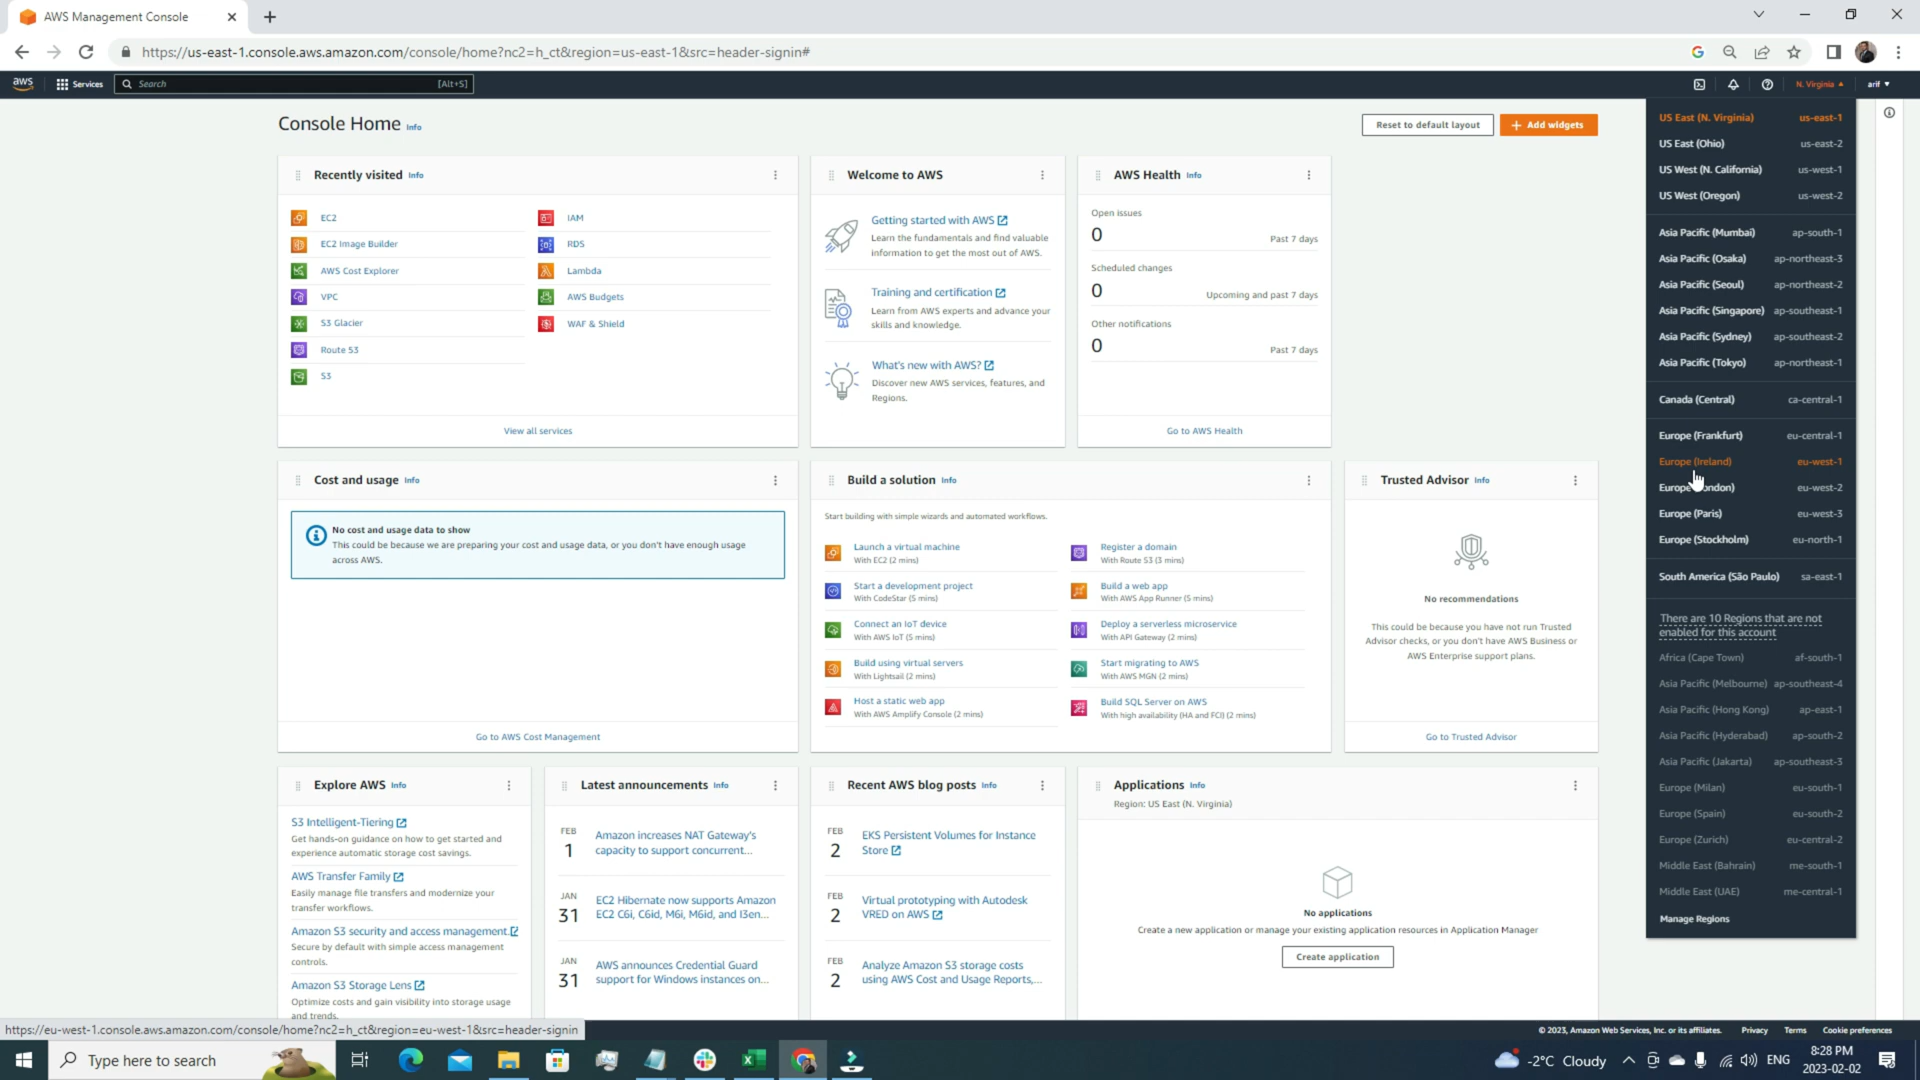 AWS Management Console
https://us-east-1.console.aws.amazon.com/console/home?nc2=h_ct&region=us-east-1&src=header-signin#
aws
Services
Search
[Alt+S]
N. Virginia
arif
Console Home Info
Reset to default layout
Add widgets
Recently visited Info
EC2
EC2 Image Builder
AWS Cost Explorer
VPC
S3 Glacier
Route 53
S3
IAM
RDS
Lambda
AWS Budgets
WAF & Shield
View all services
Welcome to AWS
Getting started with AWS
Learn the fundamentals and find valuable
information to get the most out of AWS.
Training and certification
Learn from AWS experts and advance your
skills and knowledge.
What's new with AWS?
Discover new AWS services, features, and
Regions.
AWS Health Info
Open issues
0 Past 7 days
Scheduled changes
0 Upcoming and past 7 days
Other notifications
0 Past 7 days
Go to AWS Health
Cost and usage Info
No cost and usage data to show
This could be because we are preparing your cost and usage data, or you don't have enough usage
across AWS.
Go to AWS Cost Management
Build a solution Info
Start building with simple wizards and automated workflows.
Launch a virtual machine
With EC2 (2 mins)
Start a development project
With CodeStar (5 mins)
Connect an IoT device
With AWS IoT (5 mins)
Build using virtual servers
With Lightsail (2 mins)
Host a static web app
With AWS Amplify Console (2 mins)
Register a domain
With Route 53 (3 mins)
Build a web app
With AWS App Runner (5 mins)
Deploy a serverless microservice
With API Gateway (2 mins)
Start migrating to AWS
With AWS MGN (2 mins)
Build SQL Server on AWS
With high availability (HA and FCI) (2 mins)
Trusted Advisor Info
No recommendations
This could be because you have not run Trusted
Advisor checks, or you don't have AWS Business or
AWS Enterprise support plans.
Go to Trusted Advisor
Explore AWS Info
S3 Intelligent-Tiering
Get hands-on guidance on how to get started and
experience automatic storage cost savings.
AWS Transfer Family
Easily manage file transfers and modernize your
transfer workflows.
Amazon S3 security and access management
Secure by default with simple access management
controls.
Amazon S3 Storage Lens
Optimize costs and gain visibility into storage usage
and trends.
Latest announcements Info
FEB
1
Amazon increases NAT Gateway's
capacity to support concurrent...
JAN
31
EC2 Hibernate now supports Amazon
EC2 C6i, C6id, M6i, M6id, and I3en...
JAN
31
AWS announces Credential Guard
support for Windows instances on...
Recent AWS blog posts Info
FEB
2
EKS Persistent Volumes for Instance
Store
FEB
2
Virtual prototyping with Autodesk
VRED on AWS
FEB
2
Analyze Amazon S3 storage costs
using AWS Cost and Usage Reports,...
Applications Info
Region: US East (N. Virginia)
No applications
Create a new application or manage your existing application resources in Application Manager
Create application
US East (N. Virginia) us-east-1
US East (Ohio) us-east-2
US West (N. California) us-west-1
US West (Oregon) us-west-2
Asia Pacific (Mumbai) ap-south-1
Asia Pacific (Osaka) ap-northeast-3
Asia Pacific (Seoul) ap-northeast-2
Asia Pacific (Singapore) ap-southeast-1
Asia Pacific (Sydney) ap-southeast-2
Asia Pacific (Tokyo) ap-northeast-1
Canada (Central) ca-central-1
Europe (Frankfurt) eu-central-1
Europe (Ireland) eu-west-1
Europe (London) eu-west-2
Europe (Paris) eu-west-3
Europe (Stockholm) eu-north-1
South America (São Paulo) sa-east-1
There are 10 Regions that are not
enabled for this account
Africa (Cape Town) af-south-1
Asia Pacific (Melbourne) ap-southeast-4
Asia Pacific (Hong Kong) ap-east-1
Asia Pacific (Hyderabad) ap-south-2
Asia Pacific (Jakarta) ap-southeast-3
Europe (Milan) eu-south-1
Europe (Spain) eu-south-2
Europe (Zurich) eu-central-2
Middle East (Bahrain) me-south-1
Middle East (UAE) me-central-1
Manage Regions
https://eu-west-1.console.aws.amazon.com/console/home?nc2=h_ct&region=eu-west-1&src=header-signin
© 2023, Amazon Web Services, Inc. or its affiliates. Privacy Terms Cookie preferences
Type here to search
-2°C Cloudy
ENG
8:28 PM
2023-02-02